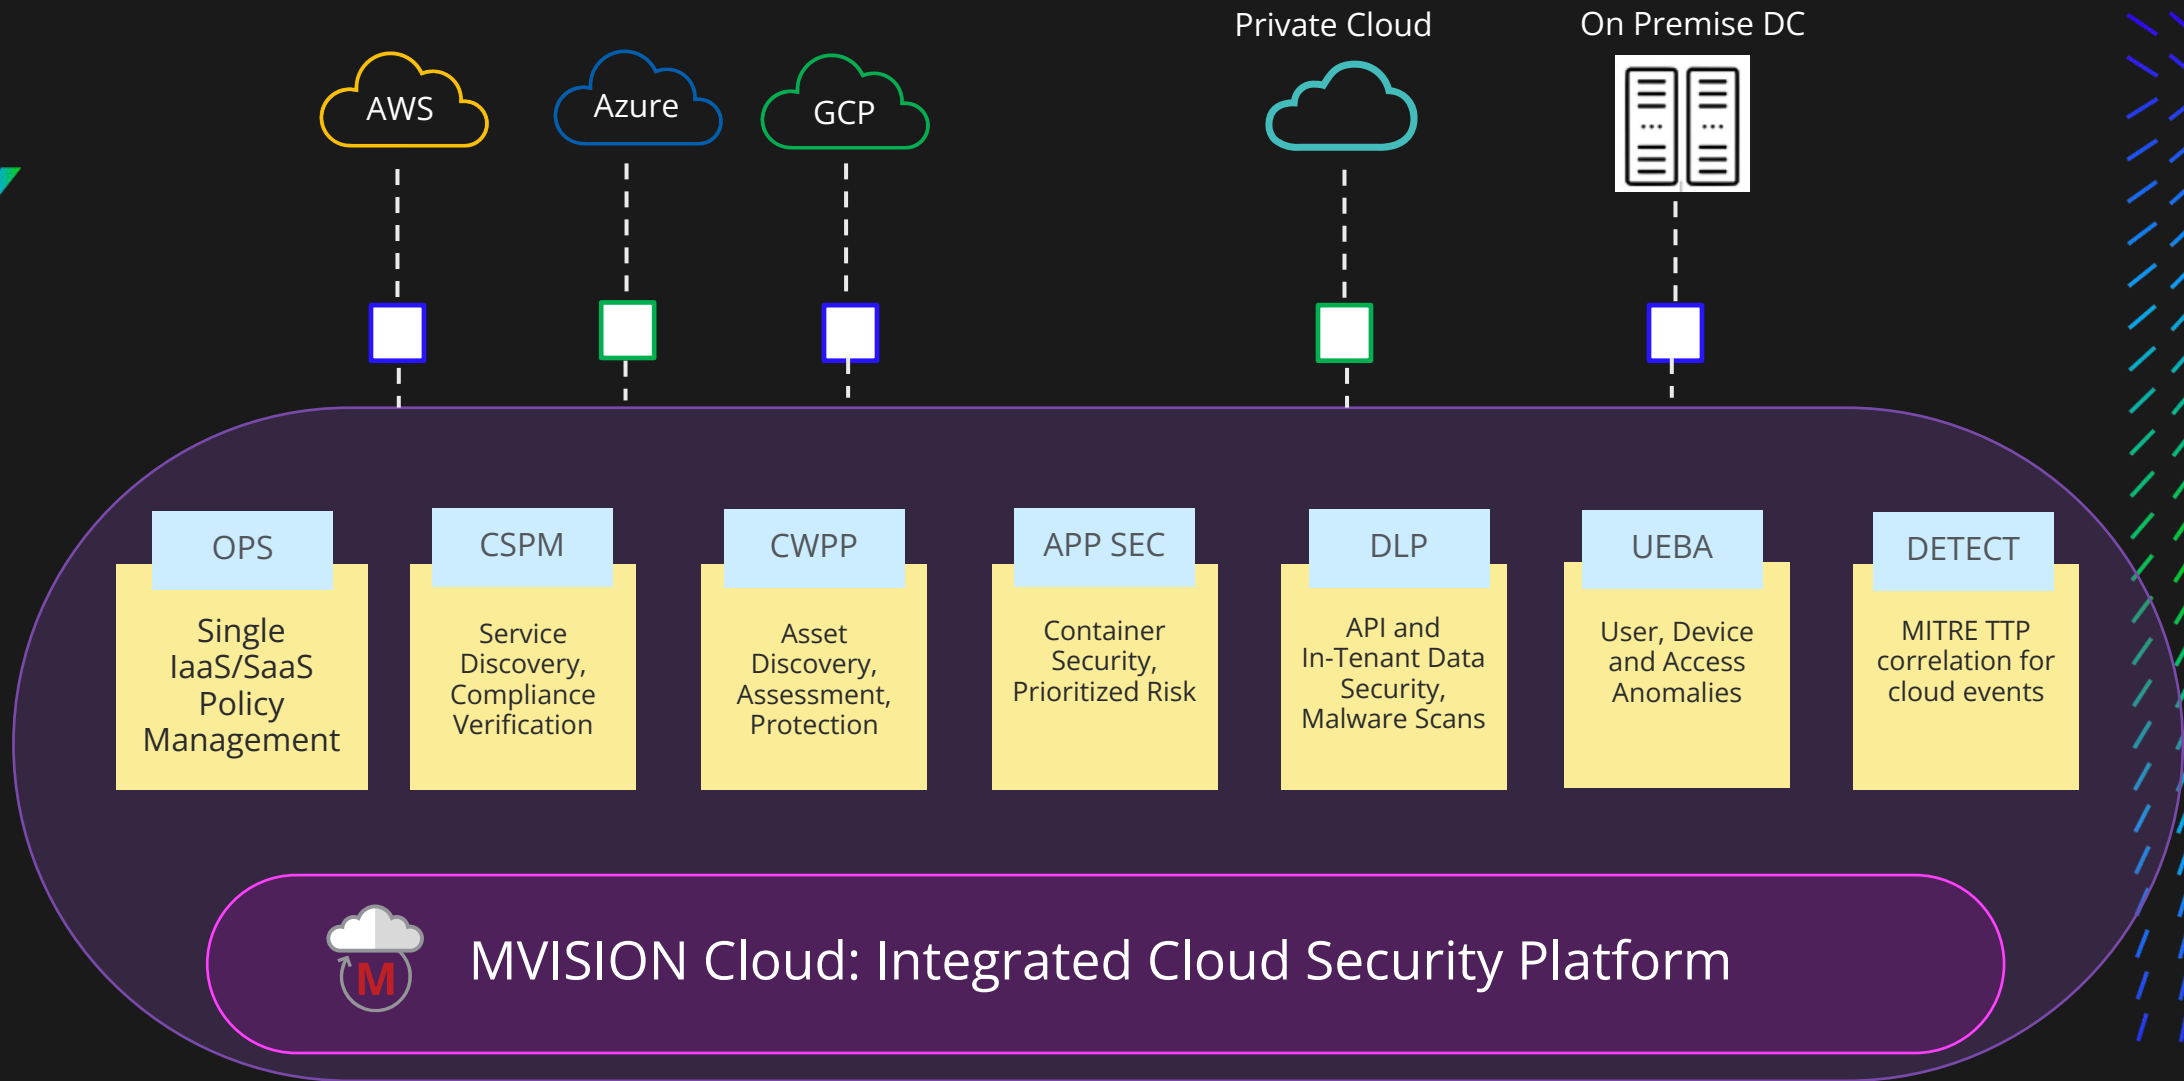 Private Cloud
On Premise DC
AWS
Azure
GCP
OPS
Single
IaaS/SaaS
Policy
Management
CSPM
Service
Discovery,
Compliance
Verification
CWPP
Asset
Discovery,
Assessment,
Protection
APP SEC
Container
Security,
Prioritized Risk
DLP
API and
In-Tenant Data
Security,
Malware Scans
UEBA
User, Device
and Access
Anomalies
DETECT
MITRE TTP
correlation for
cloud events
M
MVISION Cloud: Integrated Cloud Security Platform